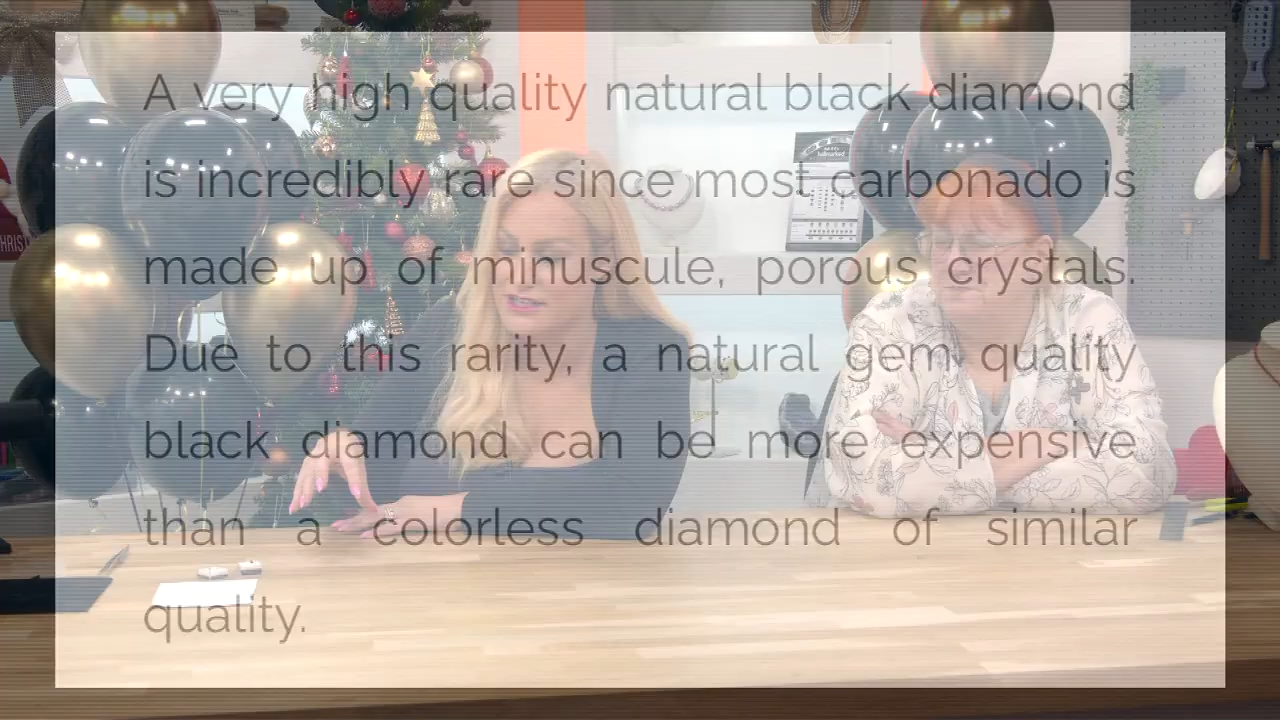 A very high quality natural black diamond
is incredibly rare since most carbonado is
made up of minuscule, porous crystals.
Due to this rarity, a natural gem quality
black diamond can be more expensive
than a colorless diamond of similar
quality.